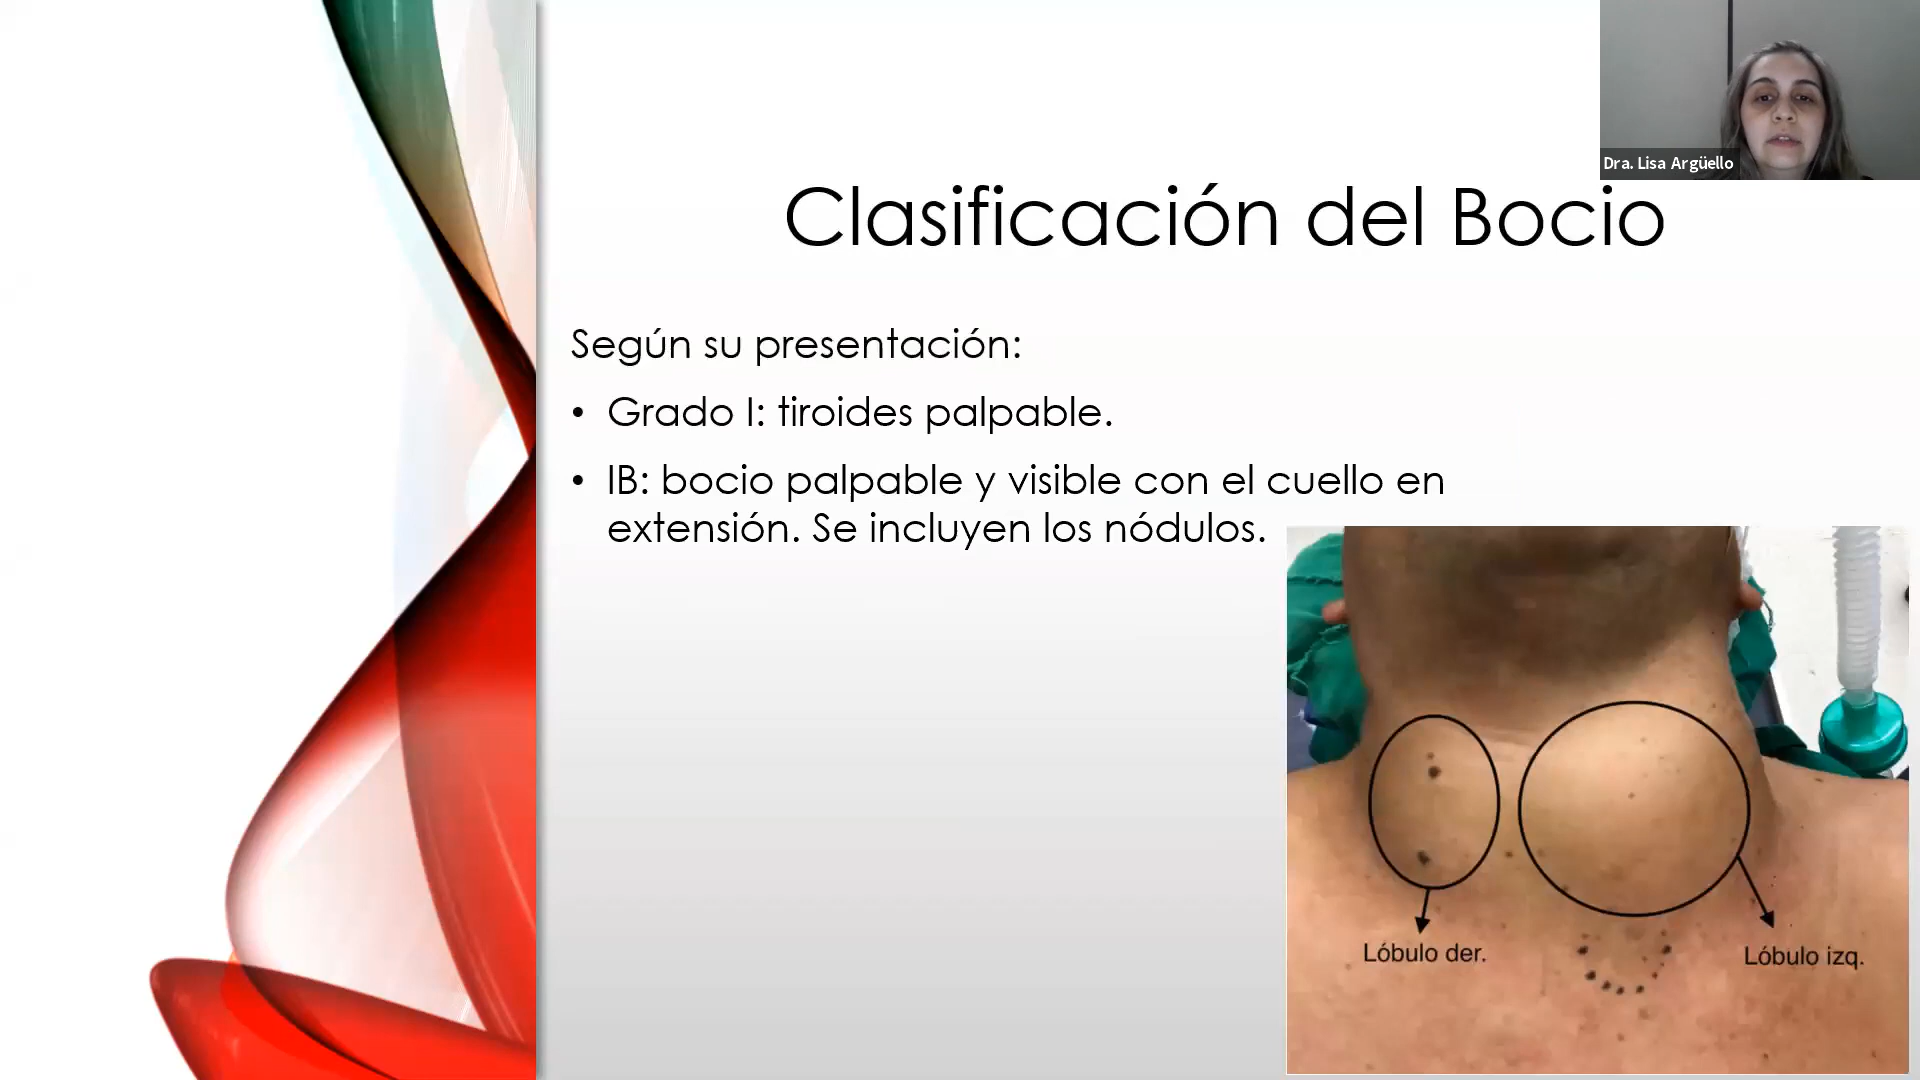 Dra. Lisa Argüello
Clasificación del Bocio
Según su presentación:
• Grado I: tiroides palpable.
• IB: bocio palpable y visible con el cuello en
extensión. Se incluyen los nódulos.
Lóbulo der.
Lóbulo izq.